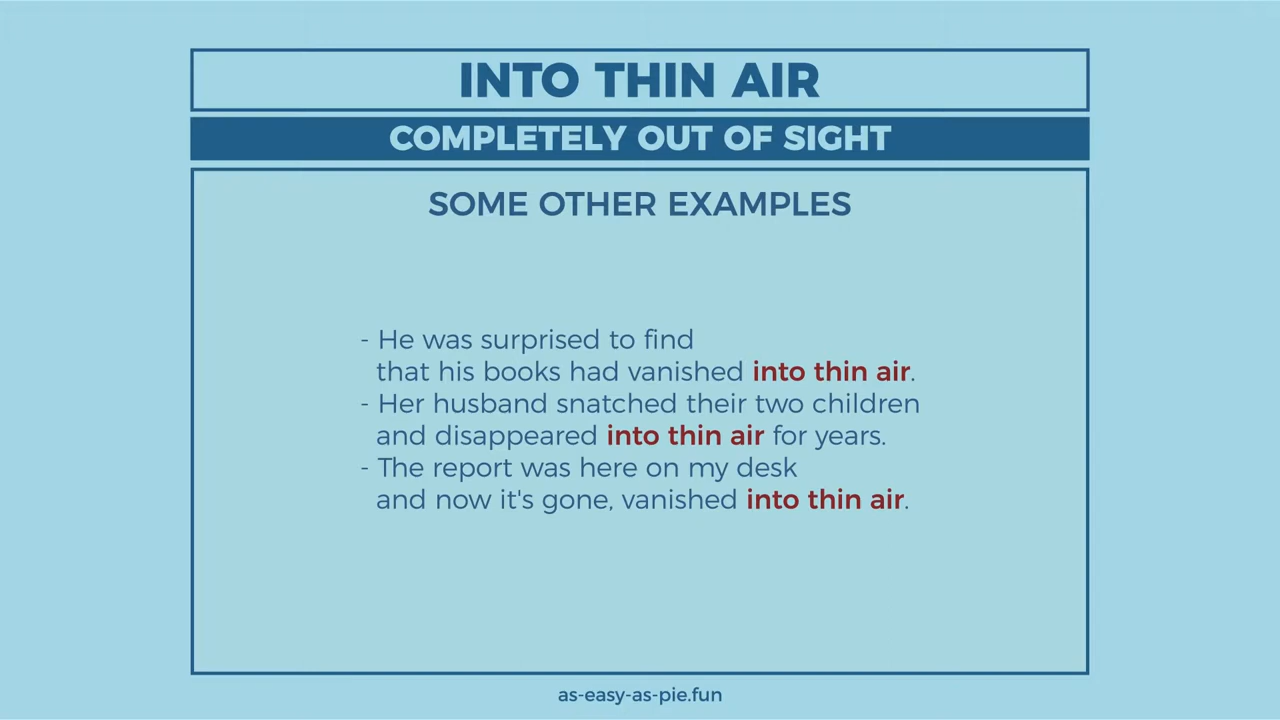 INTO THIN AIR
COMPLETELY OUT OF SIGHT
SOME OTHER EXAMPLES
- He was surprised to find
that his books had vanished into thin air.
- Her husband snatched their two children
and disappeared into thin air for years.
- The report was here on my desk
and now it's gone, vanished into thin air.
as-easy-as-pie.fun